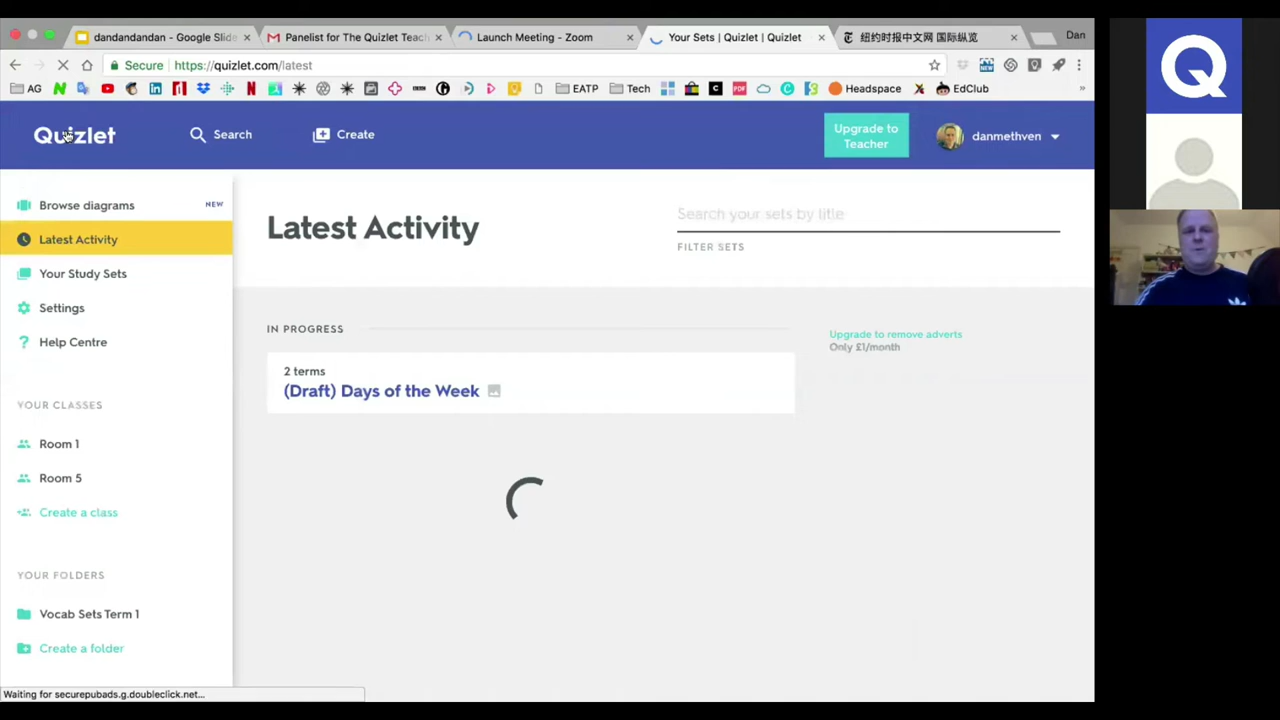 dandandandan - Google Slide
Panelist for The Quizlet Teach
Launch Meeting - Zoom
Your Sets | Quizlet | Quizlet
纽约时报中文网 国际纵览
Dan
Secure
https://quizlet.com/latest
AG
EATP
Tech
Headspace
EdClub
»
Quizlet
Search
Create
Upgrade to
Teacher
danmethven
Q
Browse diagrams
NEW
Latest Activity
Your Study Sets
Settings
? Help Centre
YOUR CLASSES
Room 1
Room 5
Create a class
YOUR FOLDERS
Vocab Sets Term 1
Create a folder
Latest Activity
Search your sets by title
FILTER SETS
IN PROGRESS
2 terms
(Draft) Days of the Week
Upgrade to remove adverts
Only £1/month
Waiting for securepubads.g.doubleclick.net...